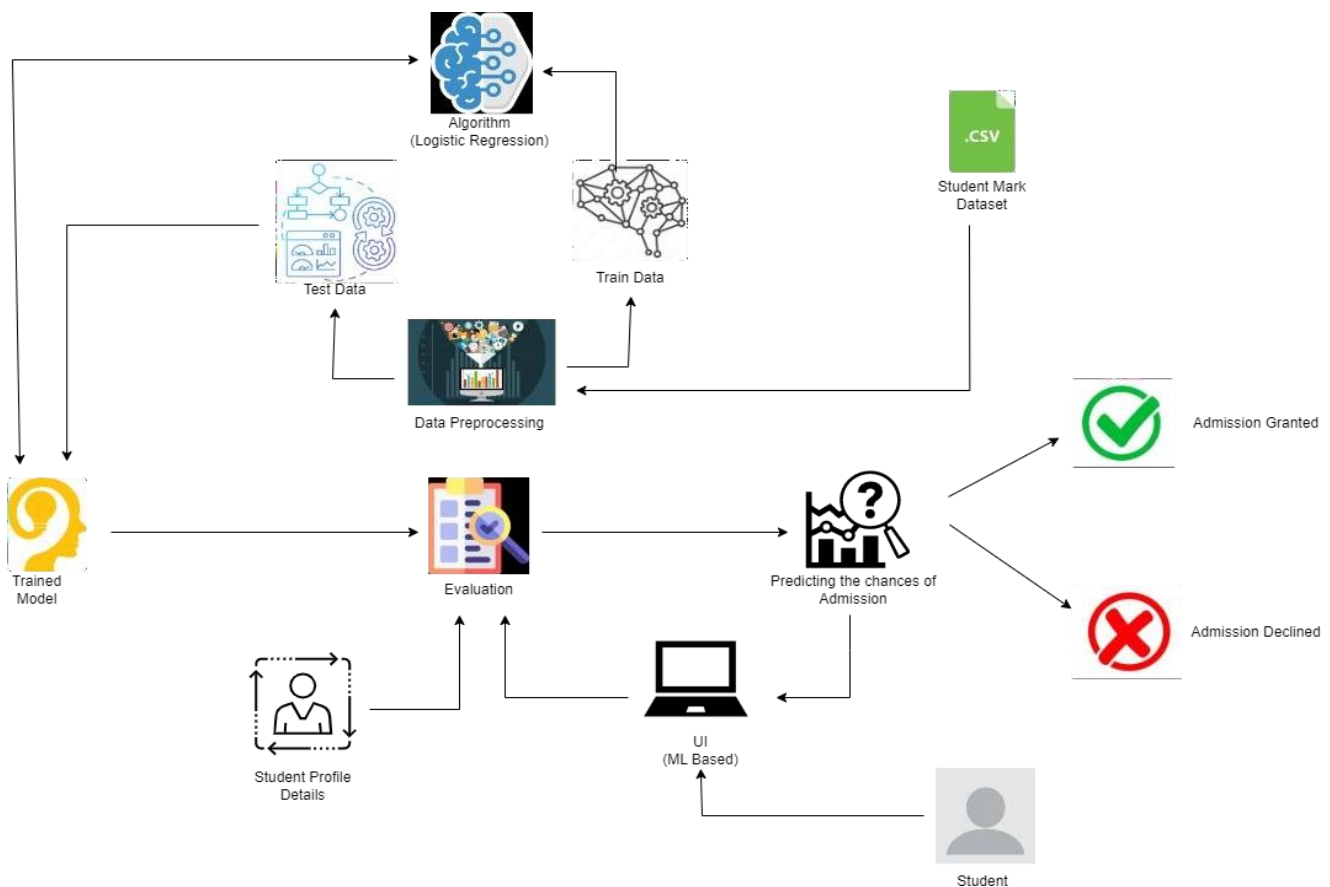 Algorithm
(Logistic Regression)
.CSV
Student Mark
Dataset
Test Data
Train Data
Data Preprocessing
Admission Granted
?
Trained
Model
Evaluation
Predicting the chances of
Admission
Admission Declined
UI
(ML Based)
Student Profile
Details
Student